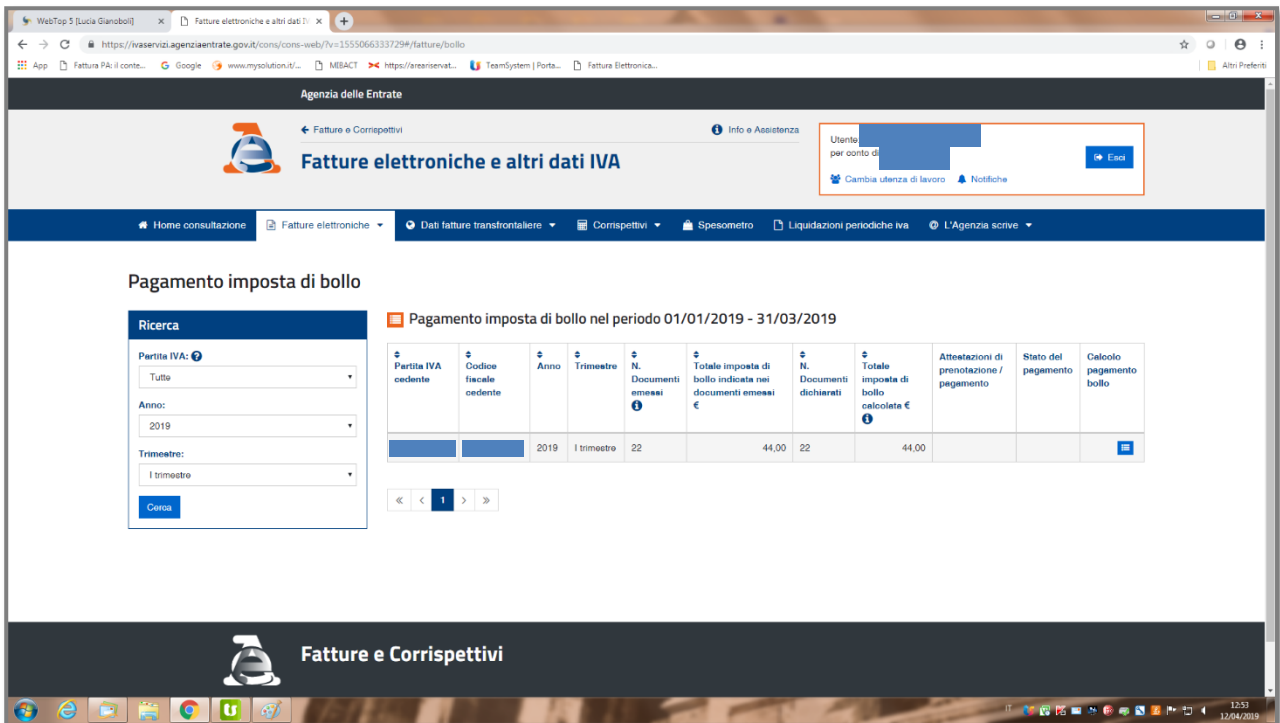 WebTop 5 [Lucia Gianoboli]
Fatture elettroniche e altri dati IV
https://ivaservizi.agenziaentrate.gov.it/cons/cons-web/?v=1555066333729#/fatture/bollo
App Fattura PA: il conte... Google www.mysolution.it/... MIBACT https://areariservat... TeamSystem | Porta... Fattura Elettronica... Altri Preferiti
Agenzia delle Entrate
Fatture e Corrispettivi
Info e Assistenza
Fatture elettroniche e altri dati IVA
Utente
per conto di
Esci
Cambia utenza di lavoro Notifiche
Home consultazione Fatture elettroniche Dati fatture transfrontaliere Corrispettivi Spesometro Liquidazioni periodiche iva L'Agenzia scrive
Pagamento imposta di bollo
Ricerca
Partita IVA:
Tutte
Anno:
2019
Trimestre:
I trimestre
Cerca
Pagamento imposta di bollo nel periodo 01/01/2019 - 31/03/2019
Partita IVA cedente
Codice fiscale cedente
Anno
Trimestre
N. Documenti emessi
Totale imposta di bollo indicata nei documenti emessi €
N. Documenti dichiarati
Totale imposta di bollo calcolata €
Attestazioni di prenotazione / pagamento
Stato del pagamento
Calcolo pagamento bollo
2019 I trimestre 22 44,00 22 44,00
« < 1 > »
Fatture e Corrispettivi
IT
12:53
12/04/2019